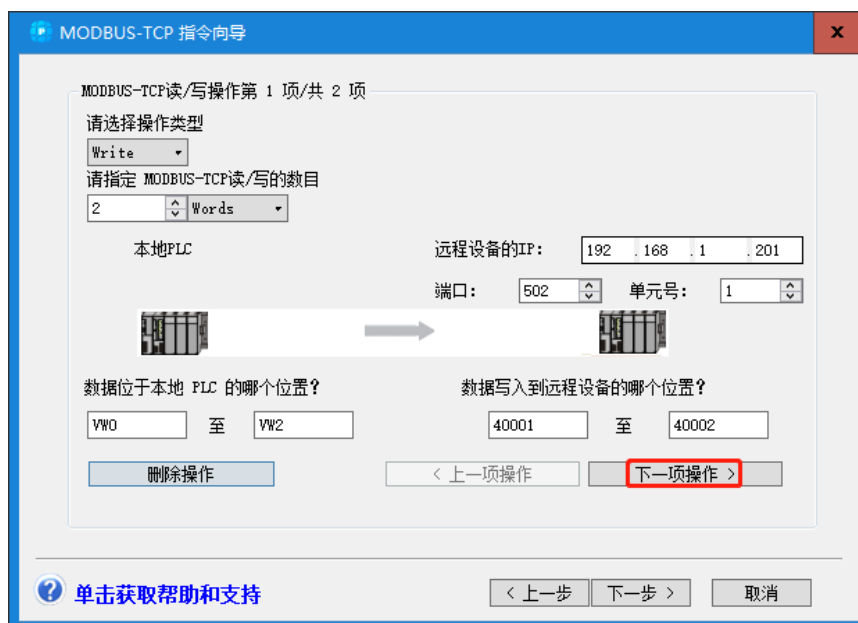 MODBUS-TCP 指令向导
x
MODBUS-TCP读/写操作第 1 项/共 2 项
请选择操作类型
Write
请指定 MODBUS-TCP读/写的数目
2 Words
本地PLC 远程设备的IP: 192 .168 .1 .201
端口: 502 单元号: 1
数据位于本地 PLC 的哪个位置? 数据写入到远程设备的哪个位置?
VW0 至 VW2 40001 至 40002
删除操作 < 上一项操作 下一项操作 >
单击获取帮助和支持 < 上一步 下一步 > 取消